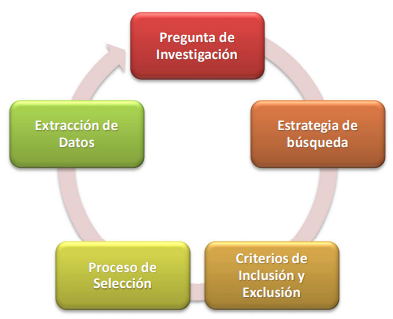 Pregunta de
Investigación
Estrategia de
búsqueda
Criterios de
Inclusión y
Exclusión
Proceso de
Selección
Extracción de
Datos